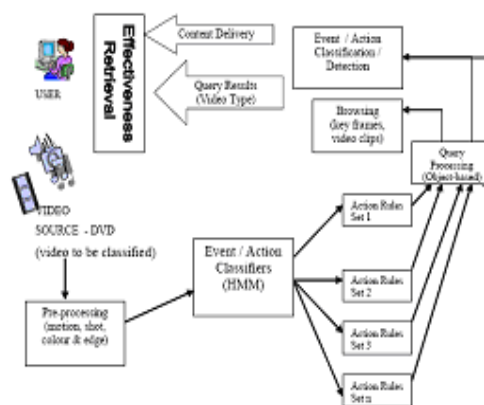 Effectiveness
Retrieval
Content Delivery
Query Results
(Video Type)
Event / Action
Classification /
Detection
USER
Browsing
(key frames,
video clips)
Query
Processing
(Object-based)
VIDEO
SOURCE - DVD
(video to be classified)
Event / Action
Classifiers
(HMM)
Action Rules
Set 1
Action Rules
Set 2
Action Rules
Set 3
Action Rules
Set n
Pre-processing
(motion, shot,
colour & edge)